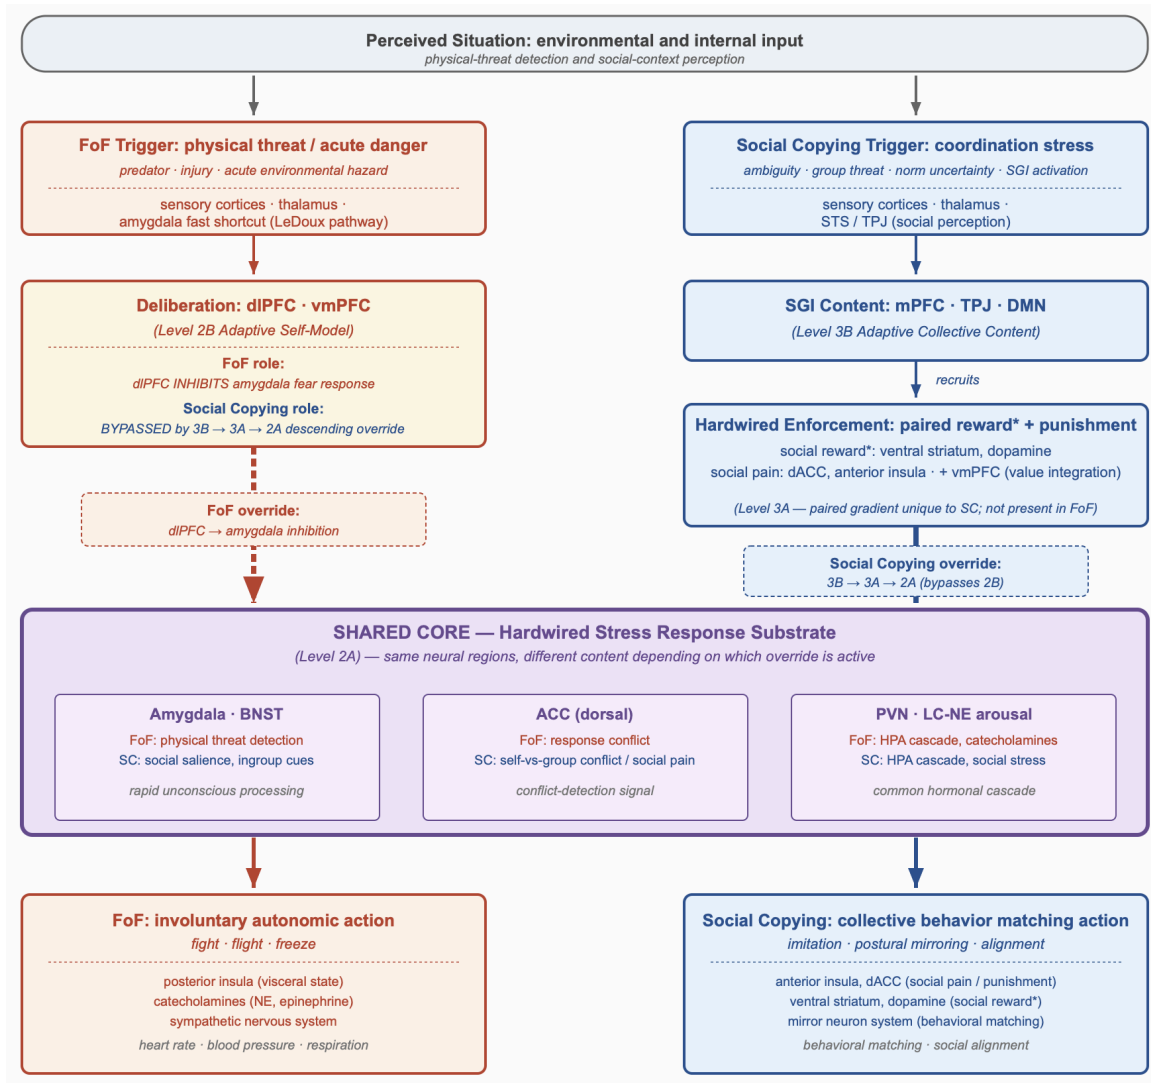 Perceived Situation: environmental and internal input
physical-threat detection and social-context perception
FoF Trigger: physical threat / acute danger
predator · injury · acute environmental hazard
sensory cortices · thalamus ·
amygdala fast shortcut (LeDoux pathway)
Social Copying Trigger: coordination stress
ambiguity · group threat · norm uncertainty · SGI activation
sensory cortices · thalamus ·
STS / TPJ (social perception)
Deliberation: dlPFC · vmPFC
(Level 2B Adaptive Self-Model)
FoF role:
dlPFC INHIBITS amygdala fear response
Social Copying role:
BYPASSED by 3B → 3A → 2A descending override
SGI Content: mPFC · TPJ · DMN
(Level 3B Adaptive Collective Content)
recruits
Hardwired Enforcement: paired reward* + punishment
social reward*: ventral striatum, dopamine
social pain: dACC, anterior insula · + vmPFC (value integration)
(Level 3A — paired gradient unique to SC; not present in FoF)
FoF override:
dlPFC → amygdala inhibition
Social Copying override:
3B → 3A → 2A (bypasses 2B)
SHARED CORE — Hardwired Stress Response Substrate
(Level 2A) — same neural regions, different content depending on which override is active
Amygdala · BNST
FoF: physical threat detection
SC: social salience, ingroup cues
rapid unconscious processing
ACC (dorsal)
FoF: response conflict
SC: self-vs-group conflict / social pain
conflict-detection signal
PVN · LC-NE arousal
FoF: HPA cascade, catecholamines
SC: HPA cascade, social stress
common hormonal cascade
FoF: involuntary autonomic action
fight · flight · freeze
posterior insula (visceral state)
catecholamines (NE, epinephrine)
sympathetic nervous system
heart rate · blood pressure · respiration
Social Copying: collective behavior matching action
imitation · postural mirroring · alignment
anterior insula, dACC (social pain / punishment)
ventral striatum, dopamine (social reward*)
mirror neuron system (behavioral matching)
behavioral matching · social alignment